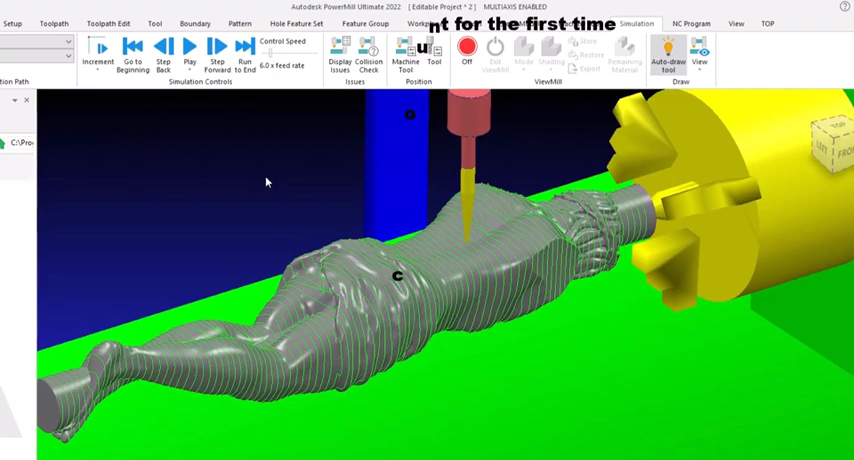 Autodesk PowerMill Ultimate 2022 [ Editable Project * 2 ] MULTIAXIS ENABLED
nt for the first time
Setup Toolpath Toolpath Edit Tool Boundary Pattern Hole Feature Set Feature Group Simulation NC Program View TOP
u
Increment Go to Beginning Step Back Play Step Forward Run to End
Control Speed
6.0 x feed rate
Display Issues Collision Check Machine Tool Tool Off Exit ViewMill Mode Shading Store Restore Export Remaining Material Auto-draw tool View
tion Path Simulation Controls Issues Position ViewMill Draw
o
C:\Pro
TOP
LEFT
FRON
c